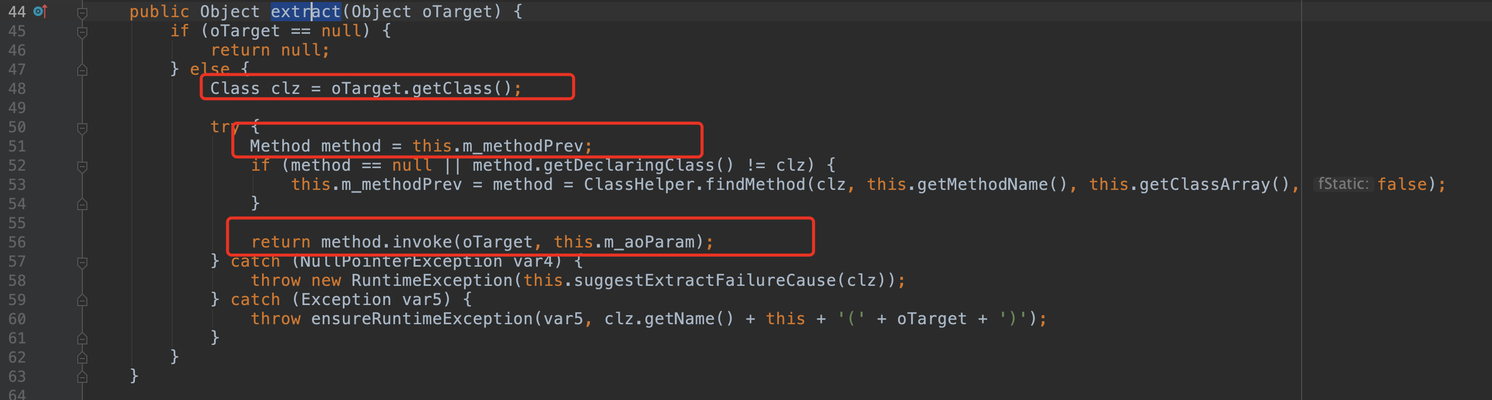 44 public Object extract(Object oTarget) {
45 if (oTarget == null) {
46 return null;
47 } else {
48 Class clz = oTarget.getClass();
49
50 try {
51 Method method = this.m_methodPrev;
52 if (method == null || method.getDeclaringClass() != clz) {
53 this.m_methodPrev = method = ClassHelper.findMethod(clz, this.getMethodName(), this.getClassArray(), fStatic: false);
54 }
55
56 return method.invoke(oTarget, this.m_aoParam);
57 } catch (NullPointerException var4) {
58 throw new RuntimeException(this.suggestExtractFailureCause(clz));
59 } catch (Exception var5) {
60 throw ensureRuntimeException(var5, clz.getName() + this + '(' + oTarget + ')');
61 }
62 }
63 }
64